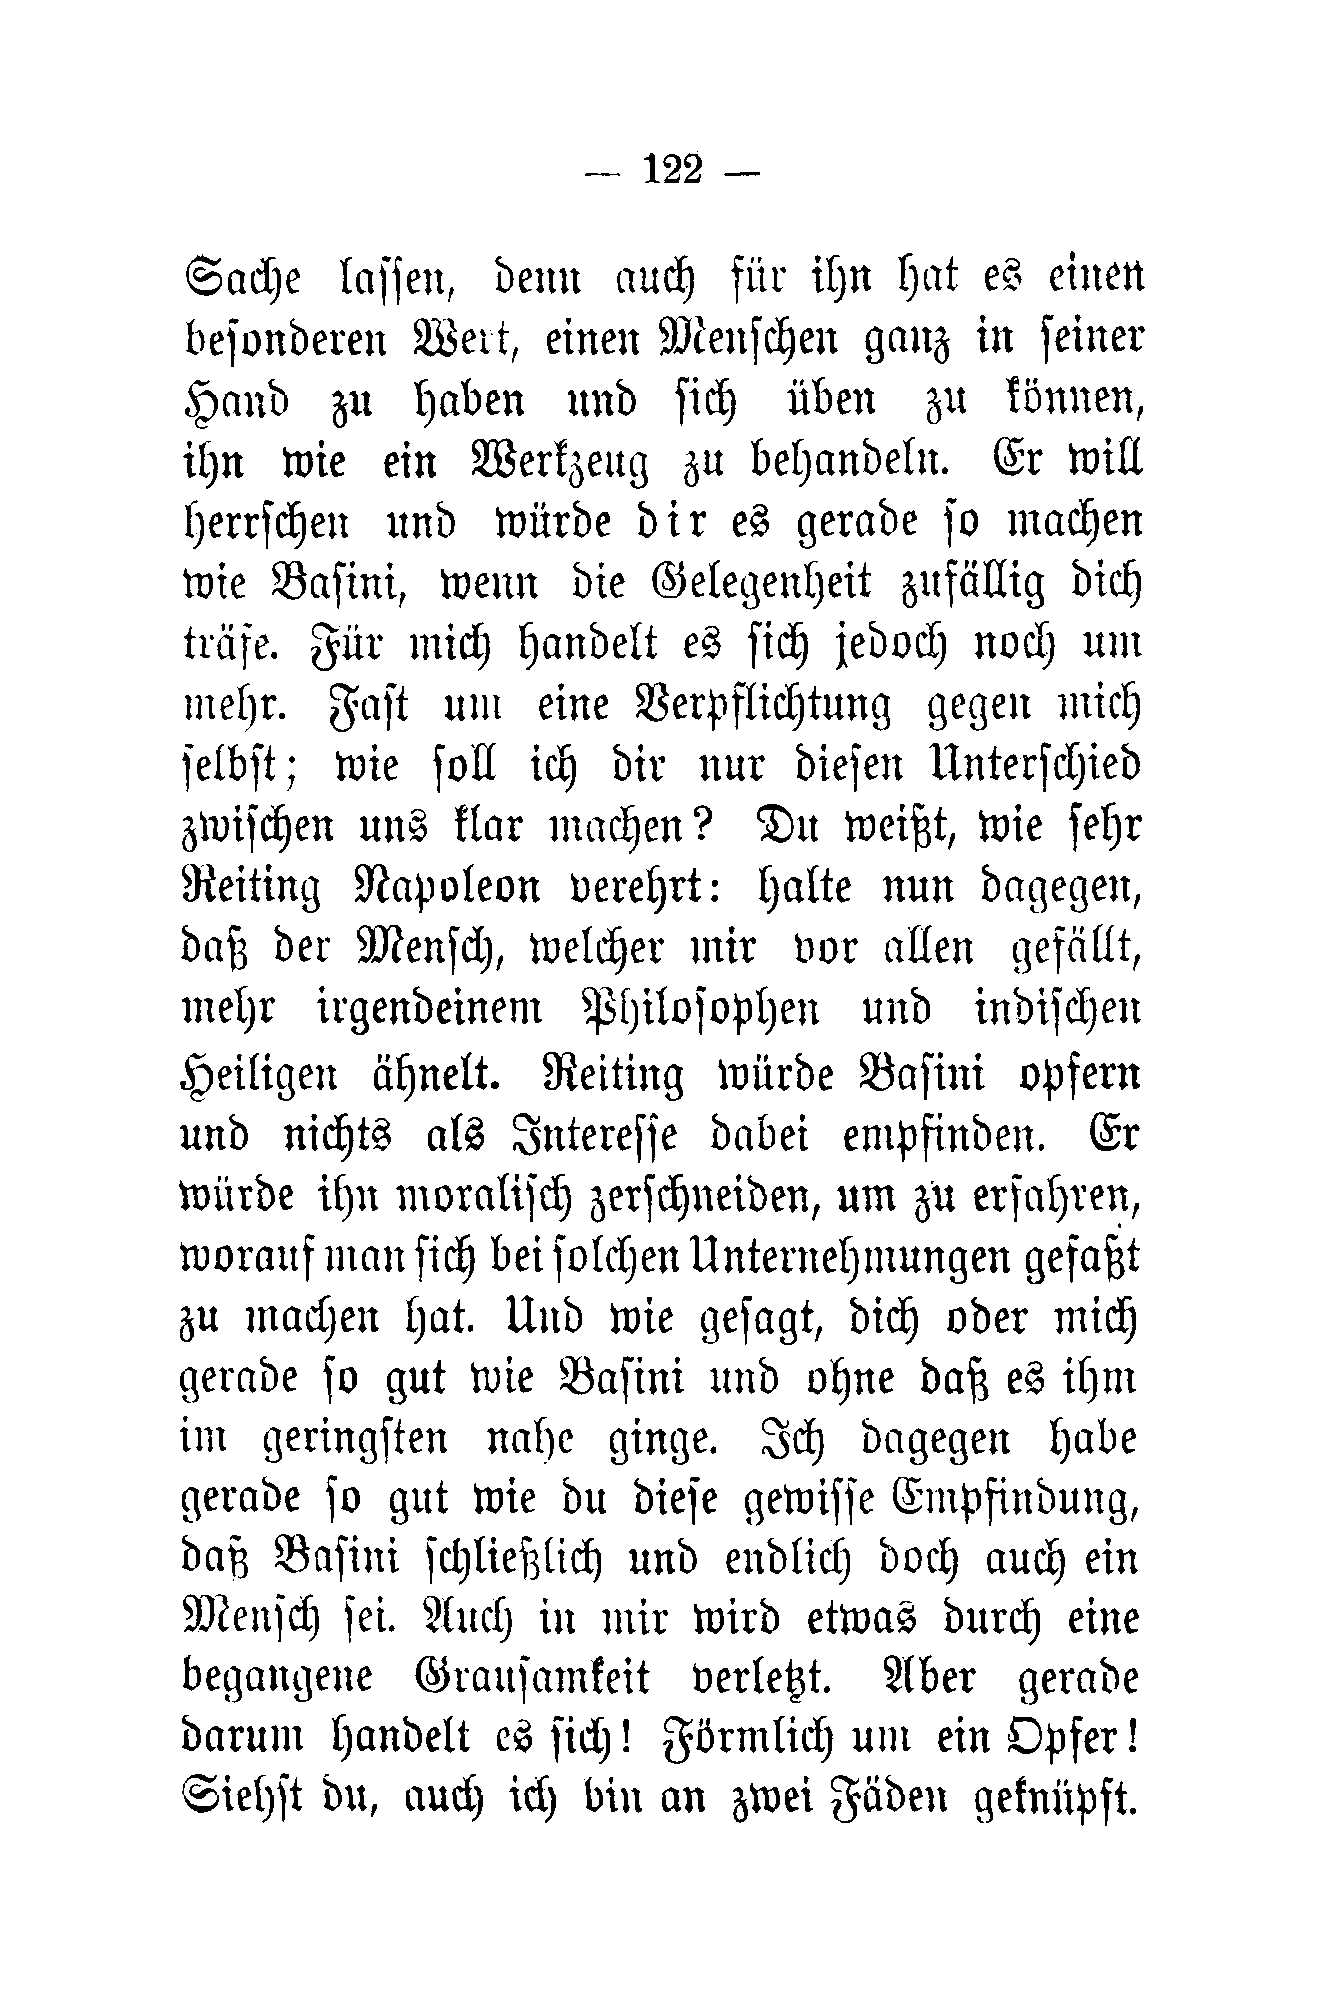 — 122 —
Sache lassen, denn auch für ihn hat es einen
besonderen Wert, einen Menschen ganz in seiner
Hand zu haben und sich üben zu können,
ihn wie ein Werkzeug zu behandeln. Er will
herrschen und würde dir es gerade so machen
wie Basini, wenn die Gelegenheit zufällig dich
träfe. Für mich handelt es sich jedoch noch um
mehr. Fast um eine Verpflichtung gegen mich
selbst; wie soll ich dir nur diesen Unterschied
zwischen uns klar machen? Du weißt, wie sehr
Reiting Napoleon verehrt: halte nun dagegen,
daß der Mensch, welcher mir vor allen gefällt,
mehr irgendeinem Philosophen und indischen
Heiligen ähnelt. Reiting würde Basini opfern
und nichts als Interesse dabei empfinden. Er
würde ihn moralisch zerschneiden, um zu erfahren,
worauf man sich bei solchen Unternehmungen gefaßt
zu machen hat. Und wie gesagt, dich oder mich
gerade so gut wie Basini und ohne daß es ihm
im geringsten nahe ginge. Ich dagegen habe
gerade so gut wie du diese gewisse Empfindung,
daß Basini schließlich und endlich doch auch ein
Mensch sei. Auch in mir wird etwas durch eine
begangene Grausamkeit verletzt. Aber gerade
darum handelt es sich! Förmlich um ein Opfer!
Siehst du, auch ich bin an zwei Fäden geknüpft.